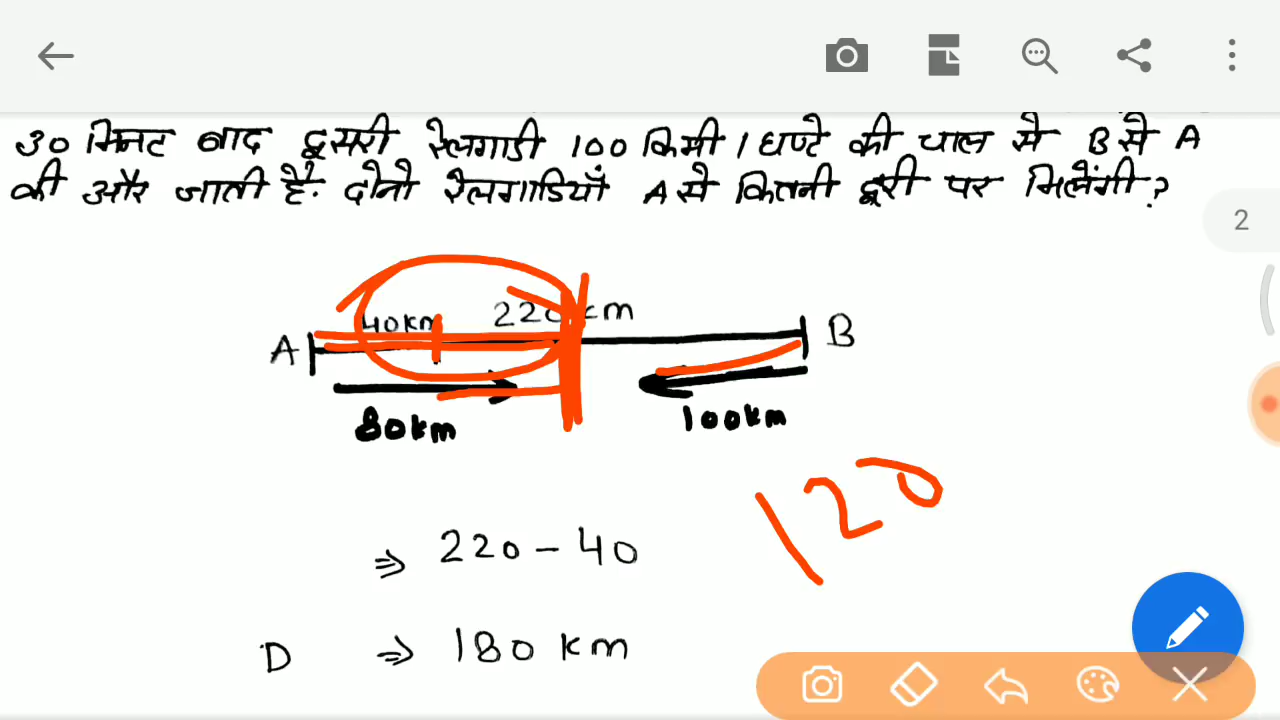 30 मिनट बाद दूसरी रेलगाडी 100 किमी / घण्टे की चाल से B से A
की और जाती हैं. दोनो रेलगाडियाँ A से कितनी दूरी पर मिलेंगी?
2
40km 220 km
A B
80km 100km
120
⇒ 220 - 40
D ⇒ 180 km